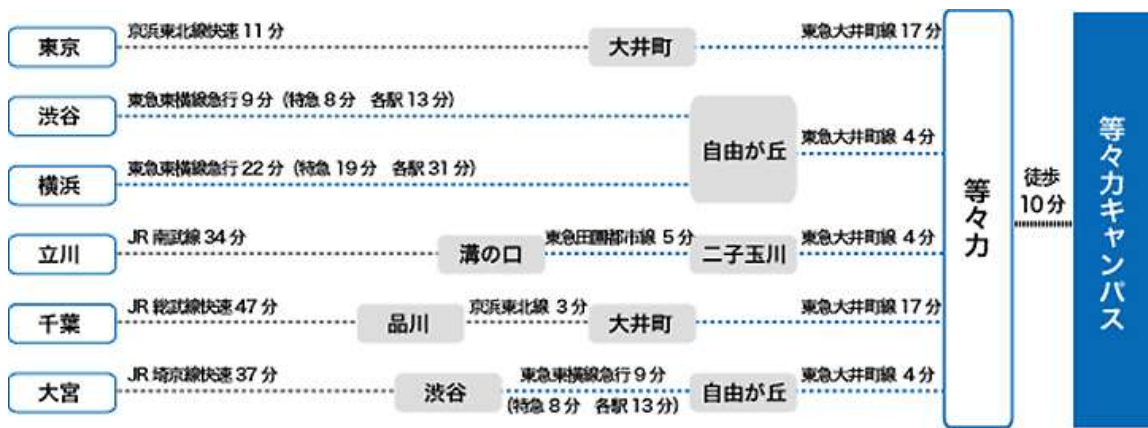 東京 京浜東北線快速 11 分 大井町 東急大井町線 17 分
渋谷 東急東横線急行 9 分 (特急 8 分 各駅 13 分)
自由が丘 東急大井町線 4 分
横浜 東急東横線急行 22 分 (特急 19 分 各駅 31 分)
立川 JR 南武線 34 分 溝の口 東急田園都市線 5 分 二子玉川 東急大井町線 4 分
千葉 JR 総武線快速 47 分 品川 京浜東北線 3 分 大井町 東急大井町線 17 分
大宮 JR 埼京線快速 37 分 渋谷 東急東横線急行 9 分 自由が丘 東急大井町線 4 分
(特急 8 分 各駅 13 分)
等々力
徒歩
10 分
等々力キャンパス